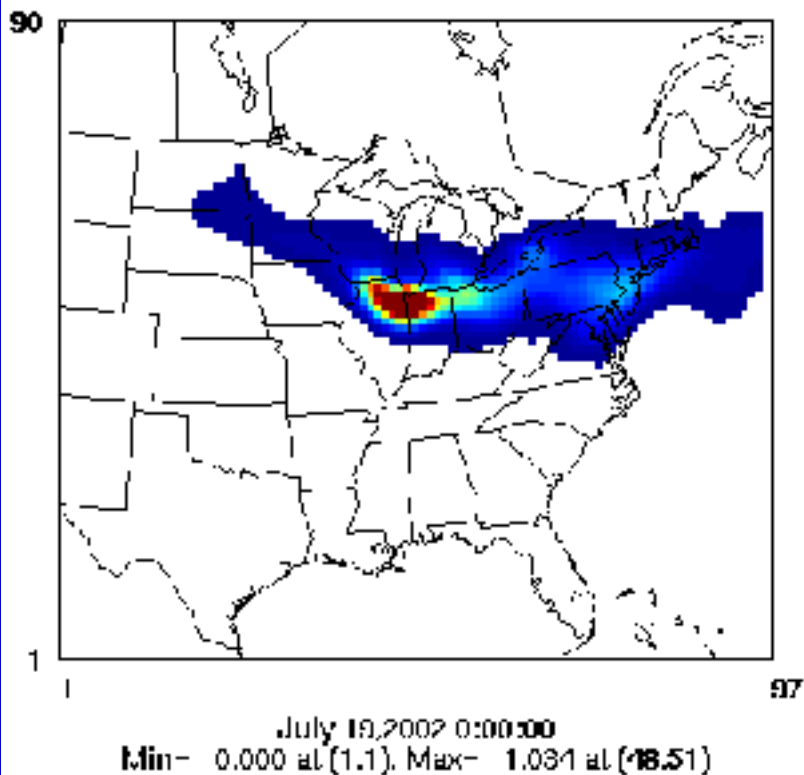 90
1
1
97
July 19,2002 0:00:00
Min= 0.000 at (1,1), Max= 1.034 at (48,51)